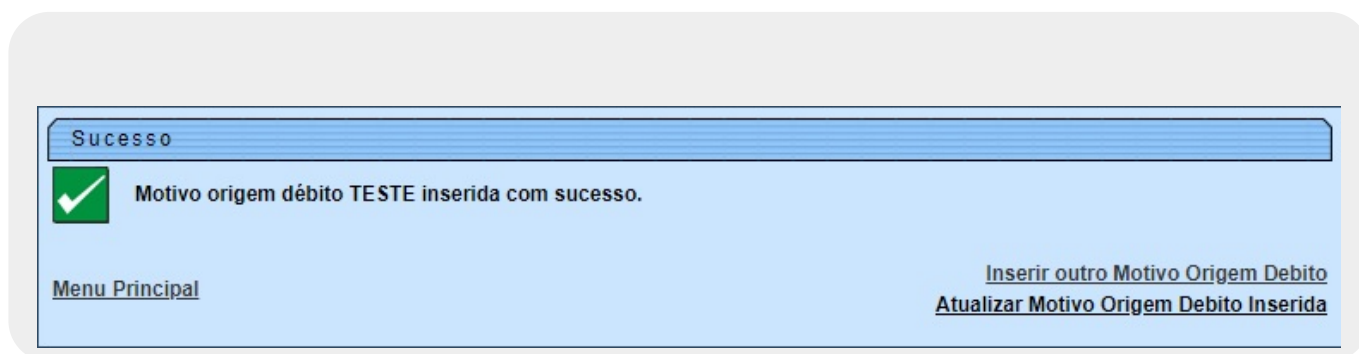 Sucesso
Motivo origem débito TESTE inserida com sucesso.
Inserir outro Motivo Origem Debito
Menu Principal
Atualizar Motivo Origem Debito Inserida